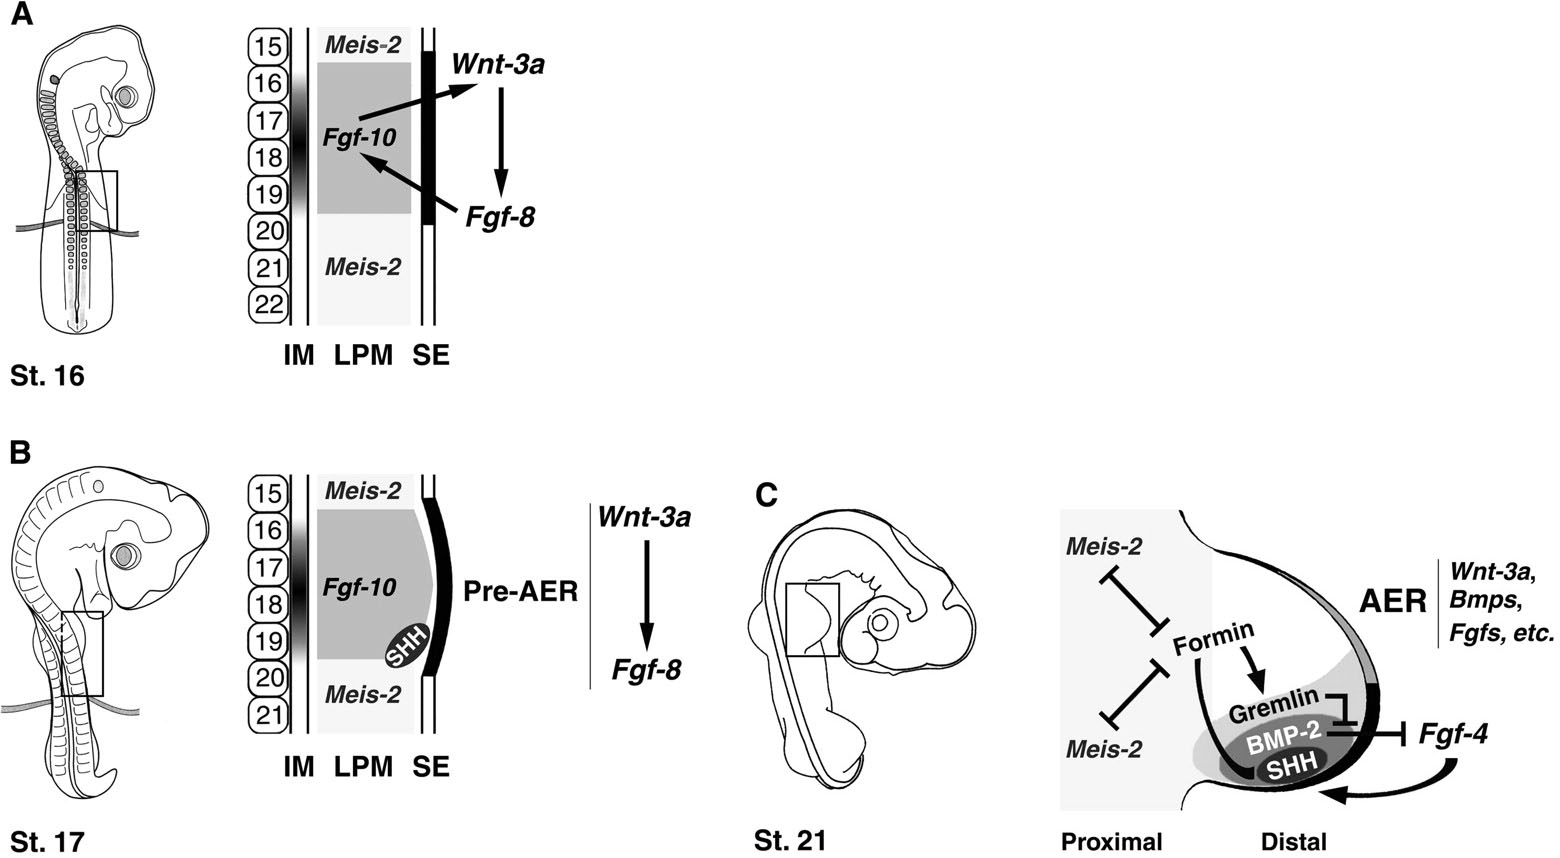 A
15
16
17
18
19
20
21
22
Meis-2
Fgf-10
Meis-2
Wnt-3a
Fgf-8
IM LPM SE
St. 16
B
15
16
17
18
19
20
21
Meis-2
Fgf-10
SHH
Meis-2
Pre-AER
Wnt-3a
Fgf-8
IM LPM SE
St. 17
C
St. 21
Meis-2
Formin
Meis-2
Gremlin
BMP-2
SHH
AER
Wnt-3a,
Bmps,
Fgfs, etc.
Fgf-4
Proximal Distal